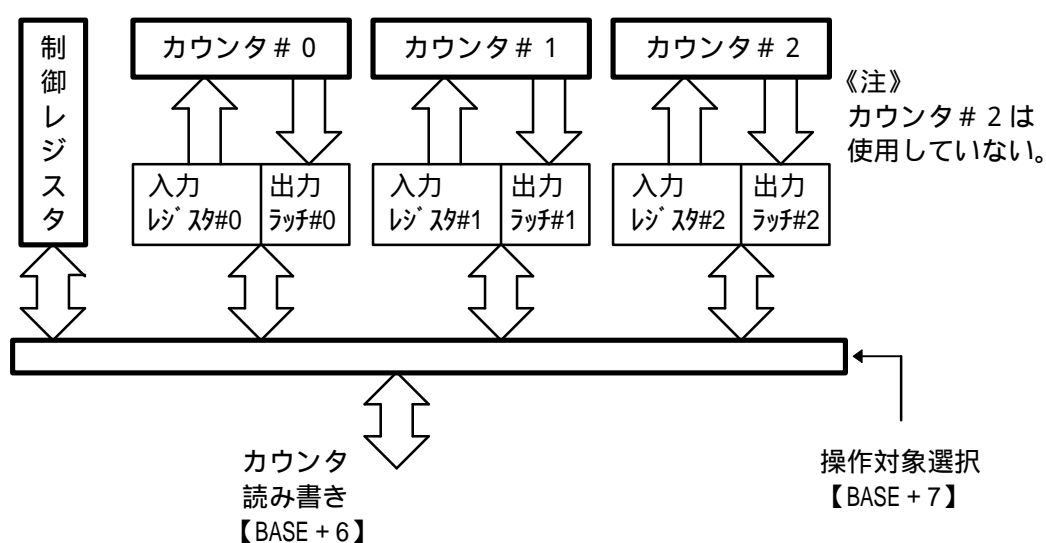 制御レジスタ
カウンタ＃０
カウンタ＃１
カウンタ＃２
《注》
カウンタ＃２は
使用していない。
入力
ﾚｼﾞｽﾀ#0
出力
ﾗｯﾁ#0
入力
ﾚｼﾞｽﾀ#1
出力
ﾗｯﾁ#1
入力
ﾚｼﾞｽﾀ#2
出力
ﾗｯﾁ#2
カウンタ
読み書き
【BASE + 6】
操作対象選択
【BASE + 7】